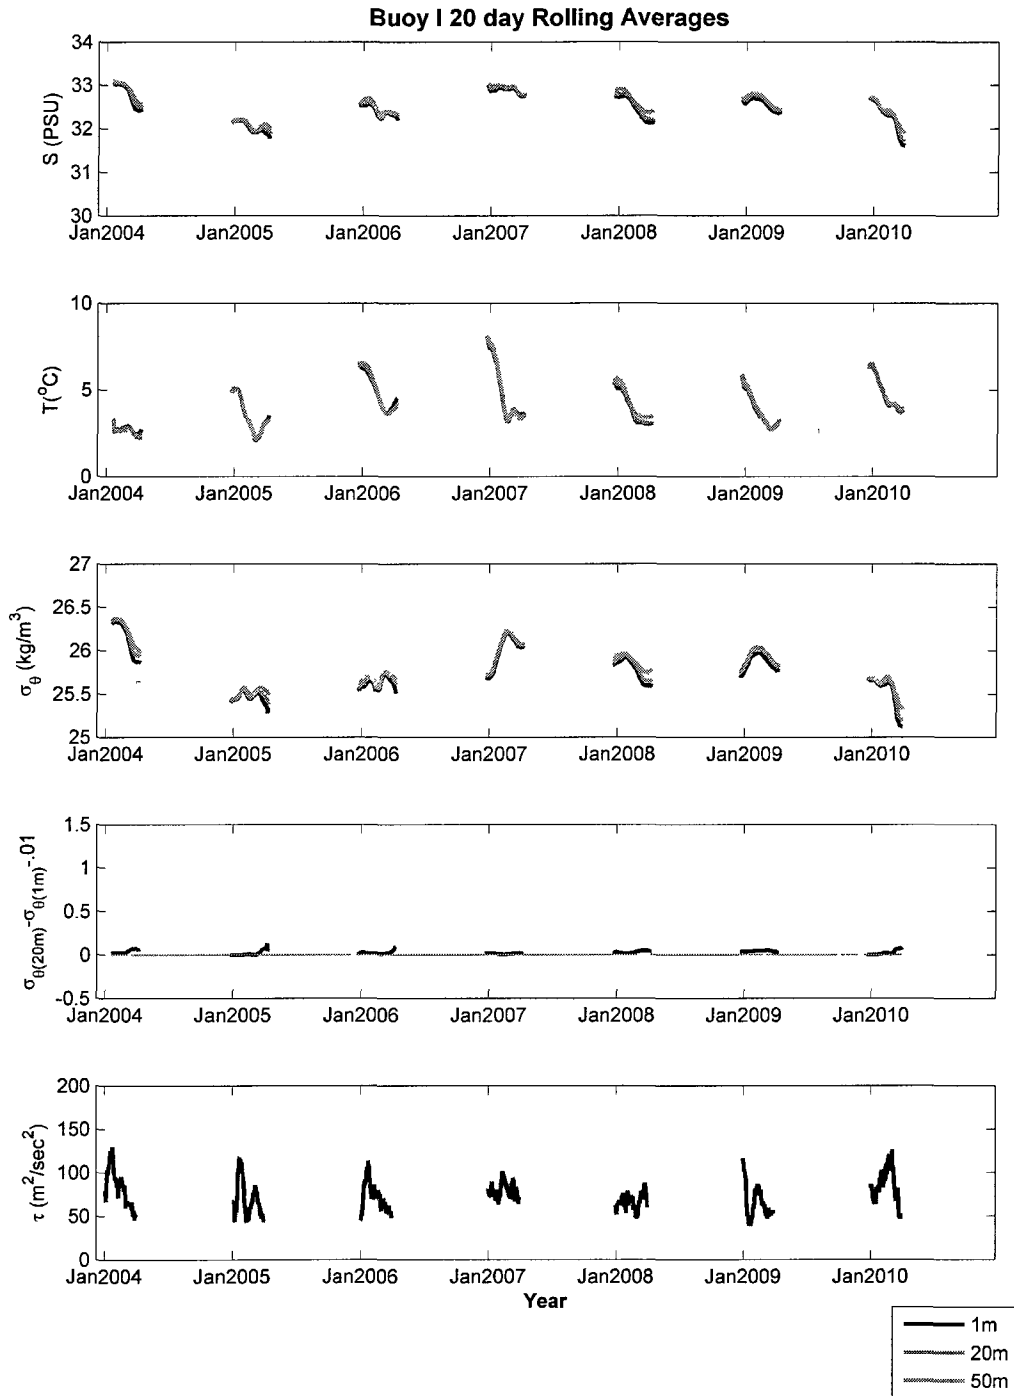 Buoy I 20 day Rolling Averages
S (PSU)
34
33
32
31
30
Jan2004 Jan2005 Jan2006 Jan2007 Jan2008 Jan2009 Jan2010
T(°C)
10
5
0
Jan2004 Jan2005 Jan2006 Jan2007 Jan2008 Jan2009 Jan2010
σθ (kg/m³)
27
26.5
26
25.5
25
Jan2004 Jan2005 Jan2006 Jan2007 Jan2008 Jan2009 Jan2010
σθ(20m)-σθ(1m)-.01
1.5
1
0.5
0
-0.5
Jan2004 Jan2005 Jan2006 Jan2007 Jan2008 Jan2009 Jan2010
τ (m²/sec²)
200
150
100
50
0
Jan2004 Jan2005 Jan2006 Jan2007 Jan2008 Jan2009 Jan2010
Year
1m
20m
50m